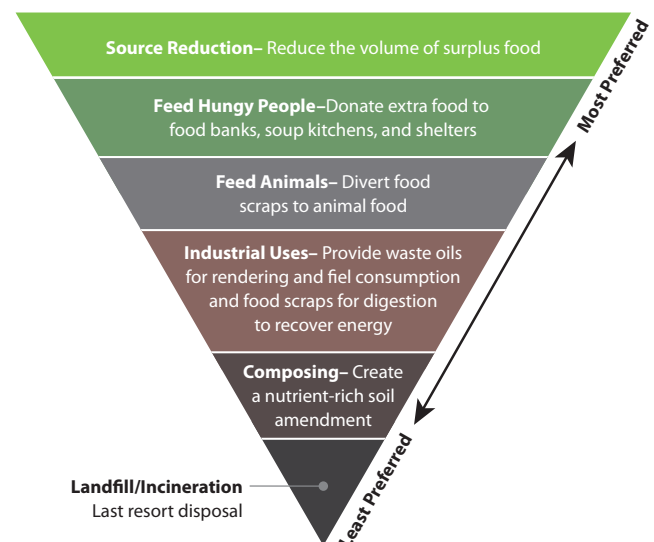 Source Reduction– Reduce the volume of surplus food
Feed Hungy People–Donate extra food to
food banks, soup kitchens, and shelters
Feed Animals– Divert food
scraps to animal food
Industrial Uses– Provide waste oils
for rendering and fiel consumption
and food scraps for digestion
to recover energy
Composing– Create
a nutrient-rich soil
amendment
Landfill/Incineration
Last resort disposal
Most Preferred
Least Preferred